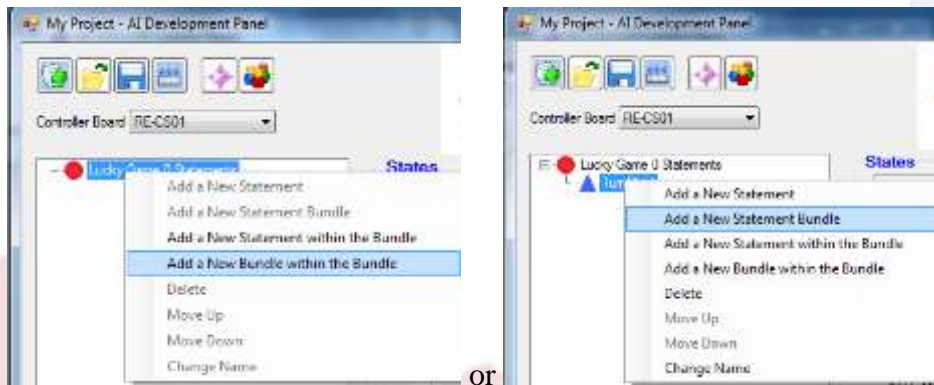 My Project - AI Development Panel
Controller Board RE-CS01
Lucky Game 0 Statements
States
Add a New Statement
Add a New Statement Bundle
Add a New Statement within the Bundle
Add a New Bundle within the Bundle
Delete
Move Up
Move Down
Change Name
or
My Project - AI Development Panel
Controller Board RE-CS01
Lucky Game 0 Statements
States
Add a New Statement
Add a New Statement Bundle
Add a New Statement within the Bundle
Add a New Bundle within the Bundle
Delete
Move Up
Move Down
Change Name